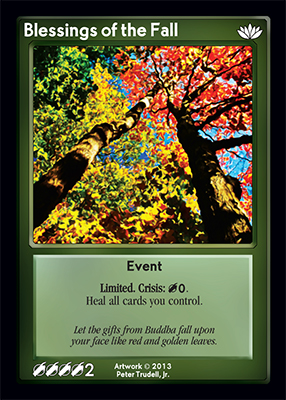 Blessings of the Fall
Event
Limited. Crisis: 0.
Heal all cards you control.
Let the gifts from Buddha fall upon
your face like red and golden leaves.
Artwork © 2013
Peter Trudell, Jr.
2